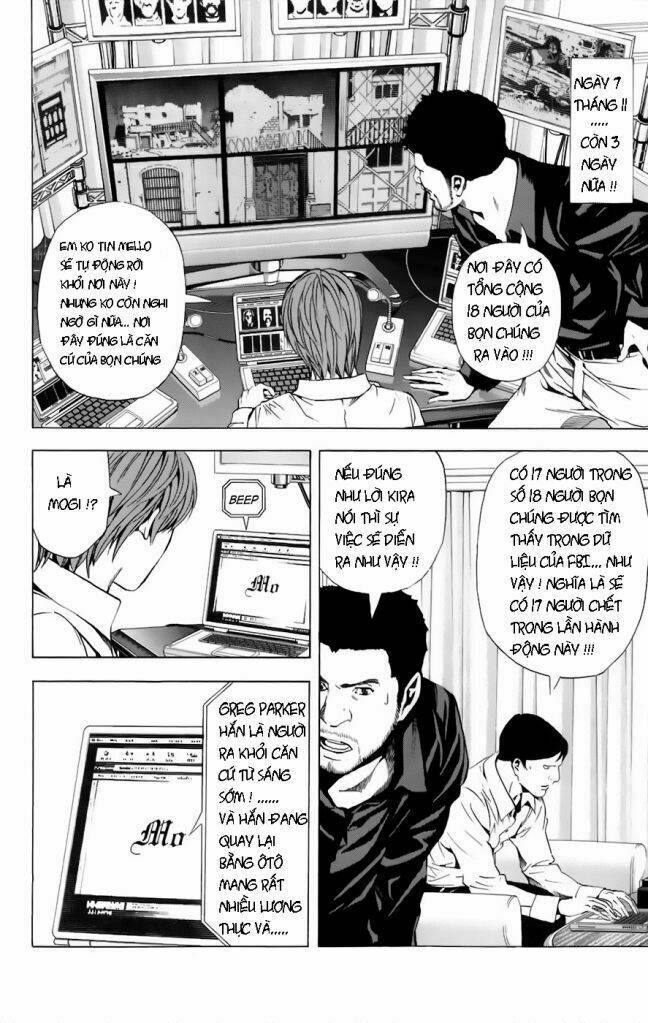 NGÀY 7
THÁNG 11
.....
CÒN 3
NGÀY
NỮA !!
NƠI ĐÂY CÓ
TỔNG CỘNG
18 NGƯỜI CỦA
BỌN CHÚNG
RA VÀO !!!
EM KO TIN MELLO
SẼ TỰ ĐỘNG RỜI
KHỎI NƠI NÀY !
NHƯNG KO CÒN NGHI
NGỜ GÌ NỮA... NƠI
ĐÂY ĐÚNG LÀ CĂN
CỨ CỦA BỌN CHÚNG
CÓ 17 NGƯỜI TRONG
SỐ 18 NGƯỜI BỌN
CHÚNG ĐƯỢC TÌM
THẤY TRONG DỮ
LIỆU CỦA FBI... NHƯ
VẬY ! NGHĨA LÀ SẼ
CÓ 17 NGƯỜI CHẾT
TRONG LẦN HÀNH
ĐỘNG NÀY !!!
NẾU ĐÚNG
NHƯ LỜI KIRA
NÓI THÌ SỰ
VIỆC SẼ DIỄN
RA NHƯ VẬY !!
BEEP
LÀ
MOGI !?
Mo
GREG PARKER
HẮN LÀ NGƯỜI
RA KHỎI CĂN
CỨ TỪ SÁNG
SỚM ! ......
VÀ HẮN ĐANG
QUAY LẠI
BẰNG ÔTÔ
MANG RẤT
NHIỀU LƯƠNG
THỰC VÀ.....
Mo